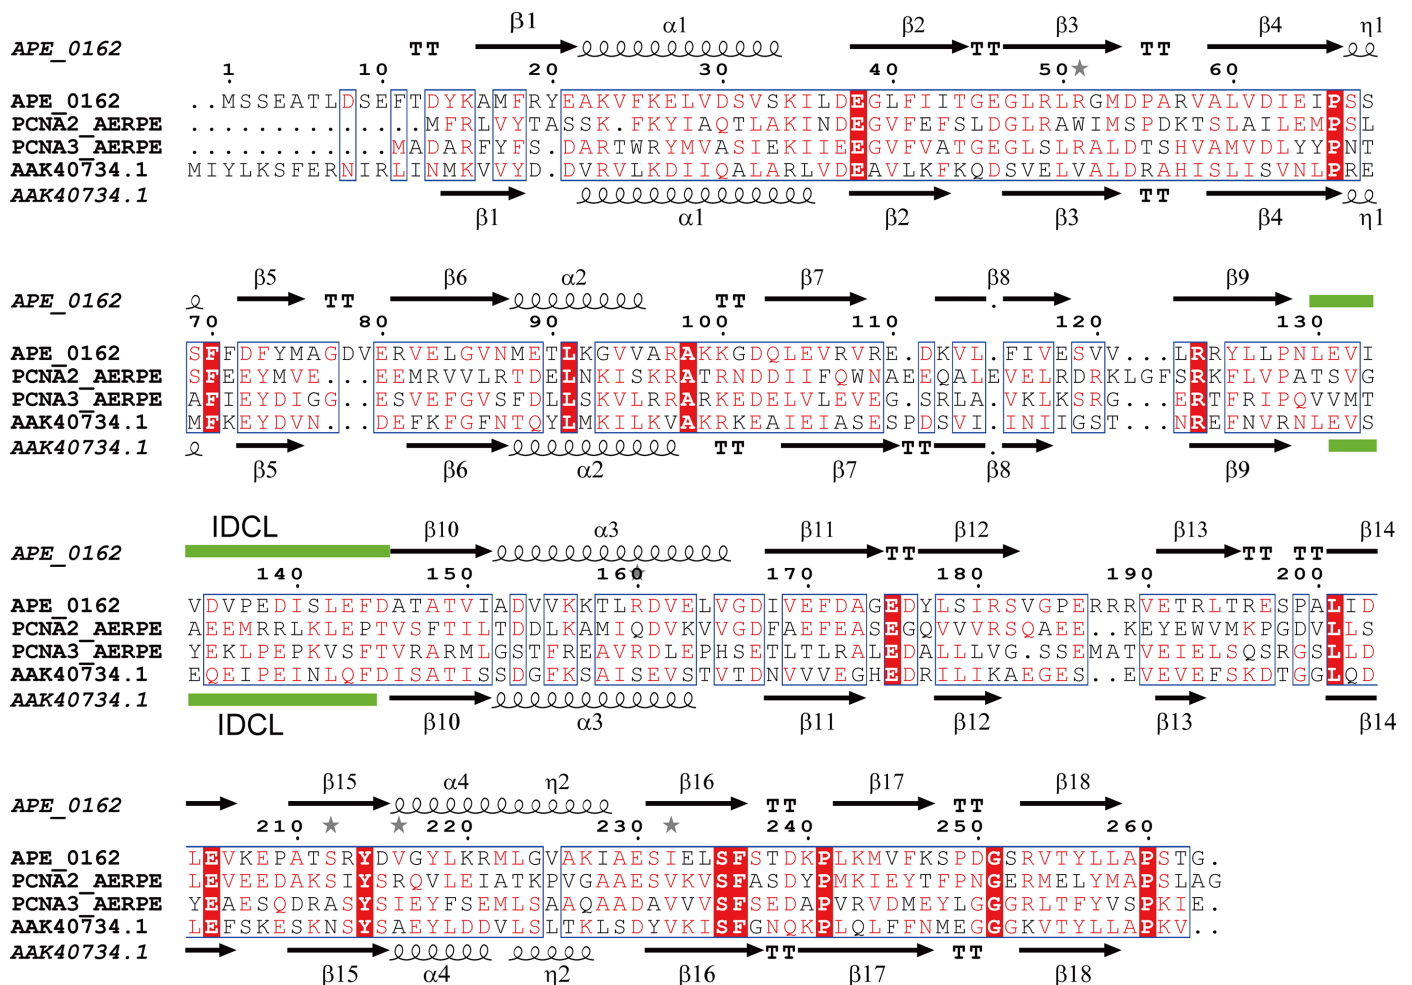 β1 α1 β2 β3 β4 η1
APE_0162 TT TT TT
1 10 20 30 40 50 60
APE_0162 ..MSSEATLDSEFTDYKAMFRYEAKVFKELVDSVSKILDEGLFIITGEGLRLRGMDPARVALVDIEIPSS
PCNA2_AERPE ..............MFRLVYTASSK.FKYIAQTLAKINDEGVFEFSLDGLRAWIMSPDKTSLAILEMPSL
PCNA3_AERPE ............MADARFYFS.DARTWRYMVASIEKIIEEGVFVATGEGLSLRALDTSHVAMVDLYYPNT
AAK40734.1 MIYLKSFERNIRLINMKVVYD.DVRVLKDIIQALARLVDEAVLKFKQDSVELVALDRAHISLISVNLPRE
AAK40734.1 TT
β1 α1 β2 β3 β4 η1
β5 β6 α2 β7 β8 β9
APE_0162 TT TT .
70 80 90 100 110 120 130
APE_0162 SFFDFYMAGDVERVELGVNMETLKGVVARAKKGDQLEVRVRE.DKVL.FIVESVV...LRRYLLPNLEVI
PCNA2_AERPE SFEEYMVE...EEMRVVLRTDELNKISKRATRNDDIIFQWNAEEQALEVELRDRKLGFSRKFLVPATSVG
PCNA3_AERPE AFIEYDIGG..ESVEFGVSFDLLSKVLRRARKEDELVLEVEG.SRLA.VKLKSRG...ERTFRIPQVVMT
AAK40734.1 MFKEYDVN...DEFKFGFNTQYLMKILKVAKRKEAIEIASESPDSVI.INIIGST...NREFNVRNLEVS
AAK40734.1 TT TT .
β5 β6 α2 β7 β8 β9
IDCL β10 α3 β11 β12 β13 β14
APE_0162 TT TT TT
140 150 160 170 180 190 200
APE_0162 VDVPEDISLEFDATATVIADVVKKTLRDVELVGDIVEFDAGEDYLSIRSVGPERRRVETRLTRESPALID
PCNA2_AERPE AEEMRRLKLEPTVSFTILTDDLKAMIQDVKVVGDFAEFEASEGQVVVRSQAEE..KEYEWVMKPGDVLLS
PCNA3_AERPE YEKLPEPKVSFTVRARMLGSTFREAVRDLEPHSETLTLRALEDALLLVG.SSEMATVEIELSQSRGSLLD
AAK40734.1 EQEIPEINLQFDISATISSDGFKSAISEVSTVTDNVVVEGHEDRILIKAEGES..EVEVEFSKDTGGLQD
AAK40734.1
IDCL β10 α3 β11 β12 β13 β14
β15 α4 η2 β16 β17 β18
APE_0162 TT TT
210 220 230 240 250 260
APE_0162 LEVKEPATSRYDVGYLKRMLGVAKIAESIELSFSTDKPLKMVFKSPDGSRVTYLLAPSTG.
PCNA2_AERPE LEVEEDAKSIYSRQVLEIATKPVGAAESVKVSFASDYPMKIEYTFPNGERMELYMAPSLAG
PCNA3_AERPE YEAESQDRASYSIEYFSEMLSAAQAADAVVVSFSEDAPVRVDMEYLGGGRLTFYVSPKIE.
AAK40734.1 LEFSKESKNSYSAEYLDDVLSLTKLSDYVKISFGNQKPLQLFFNMEGGGKVTYLLAPKV..
AAK40734.1 TT TT
β15 α4 η2 β16 β17 β18